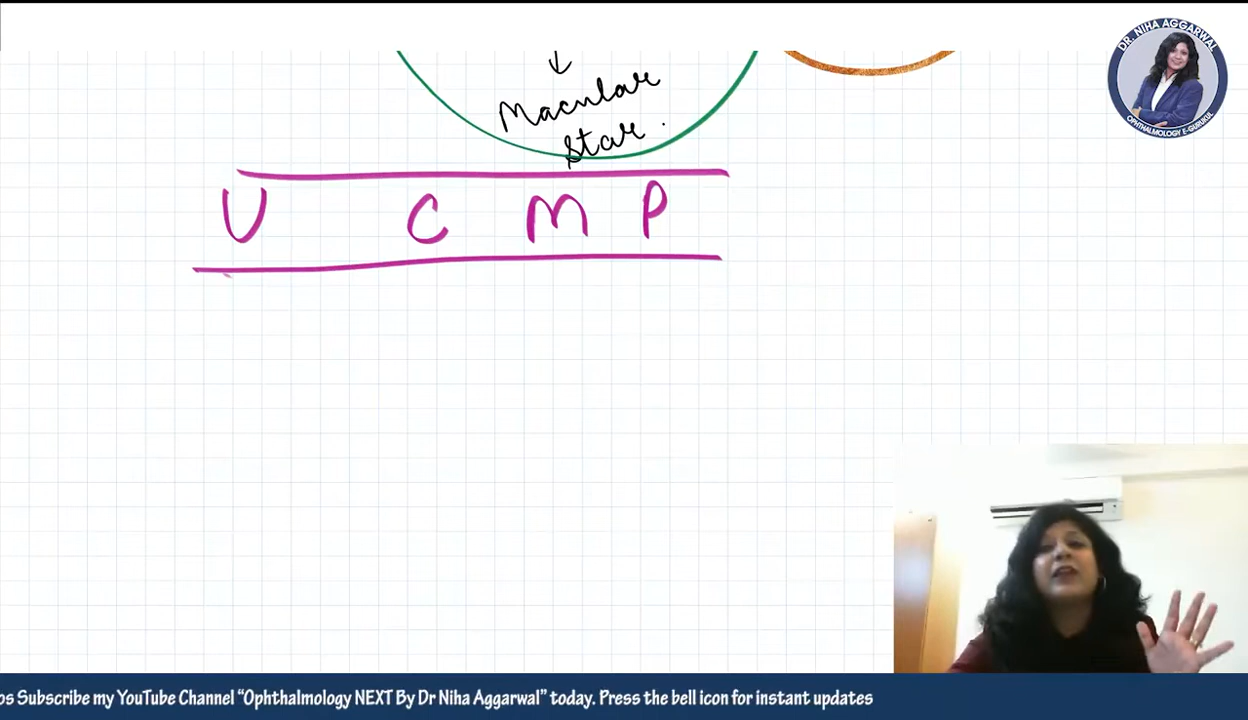 DR. NIHA AGGARWAL
OPHTHALMOLOGY E-GURUKUL
Macular
Star.
U C M P
os Subscribe my YouTube Channel “Ophthalmology NEXT By Dr Niha Aggarwal” today. Press the bell icon for instant updates